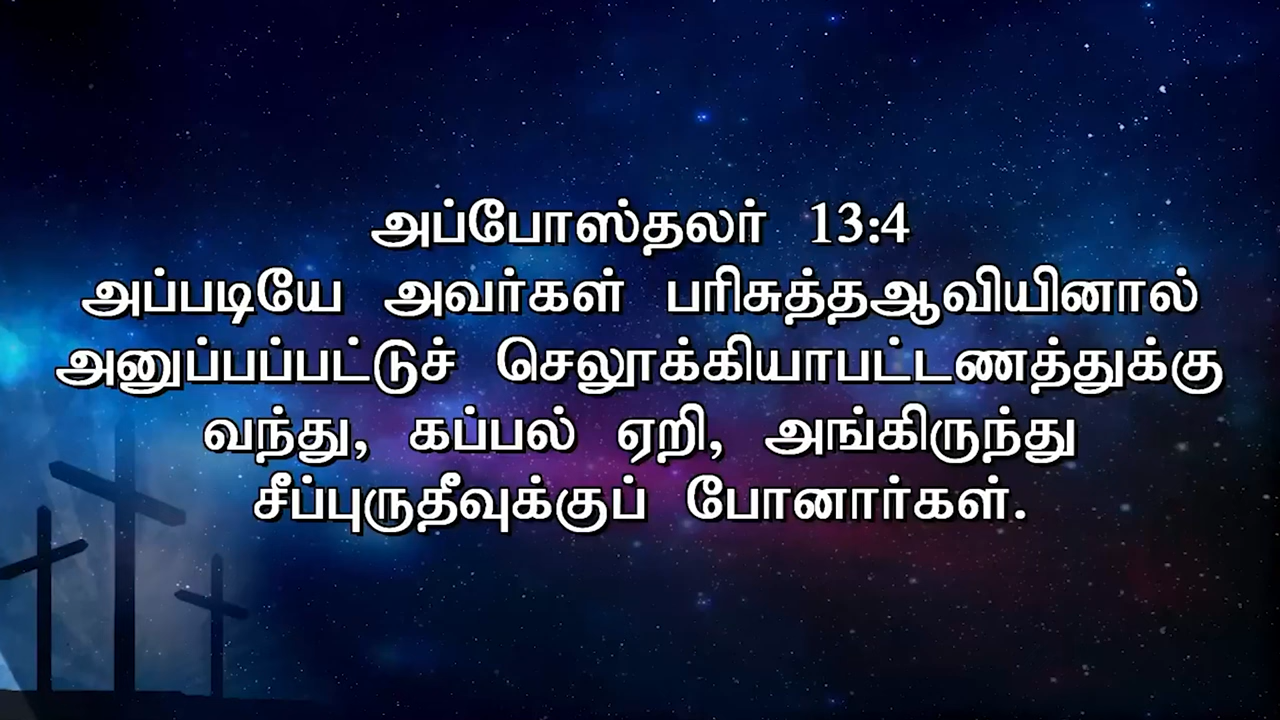 அப்போஸ்தலர் 13:4
அப்படியே அவர்கள் பரிசுத்தஆவியினால்
அனுப்பப்பட்டுச் செலூக்கியாபட்டணத்துக்கு
வந்து, கப்பல் ஏறி, அங்கிருந்து
சீப்புருதீவுக்குப் போனார்கள்.